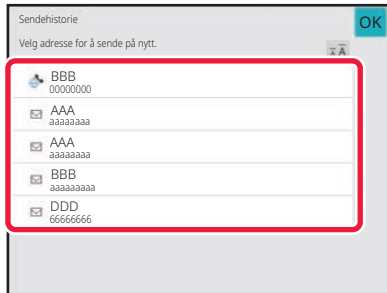 Sendehistorie
OK
Velg adresse for å sende på nytt.
A A
BBB
00000000
AAA
aaaaaaaa
AAA
aaaaaaaa
BBB
aaaaaaaaa
DDD
66666666